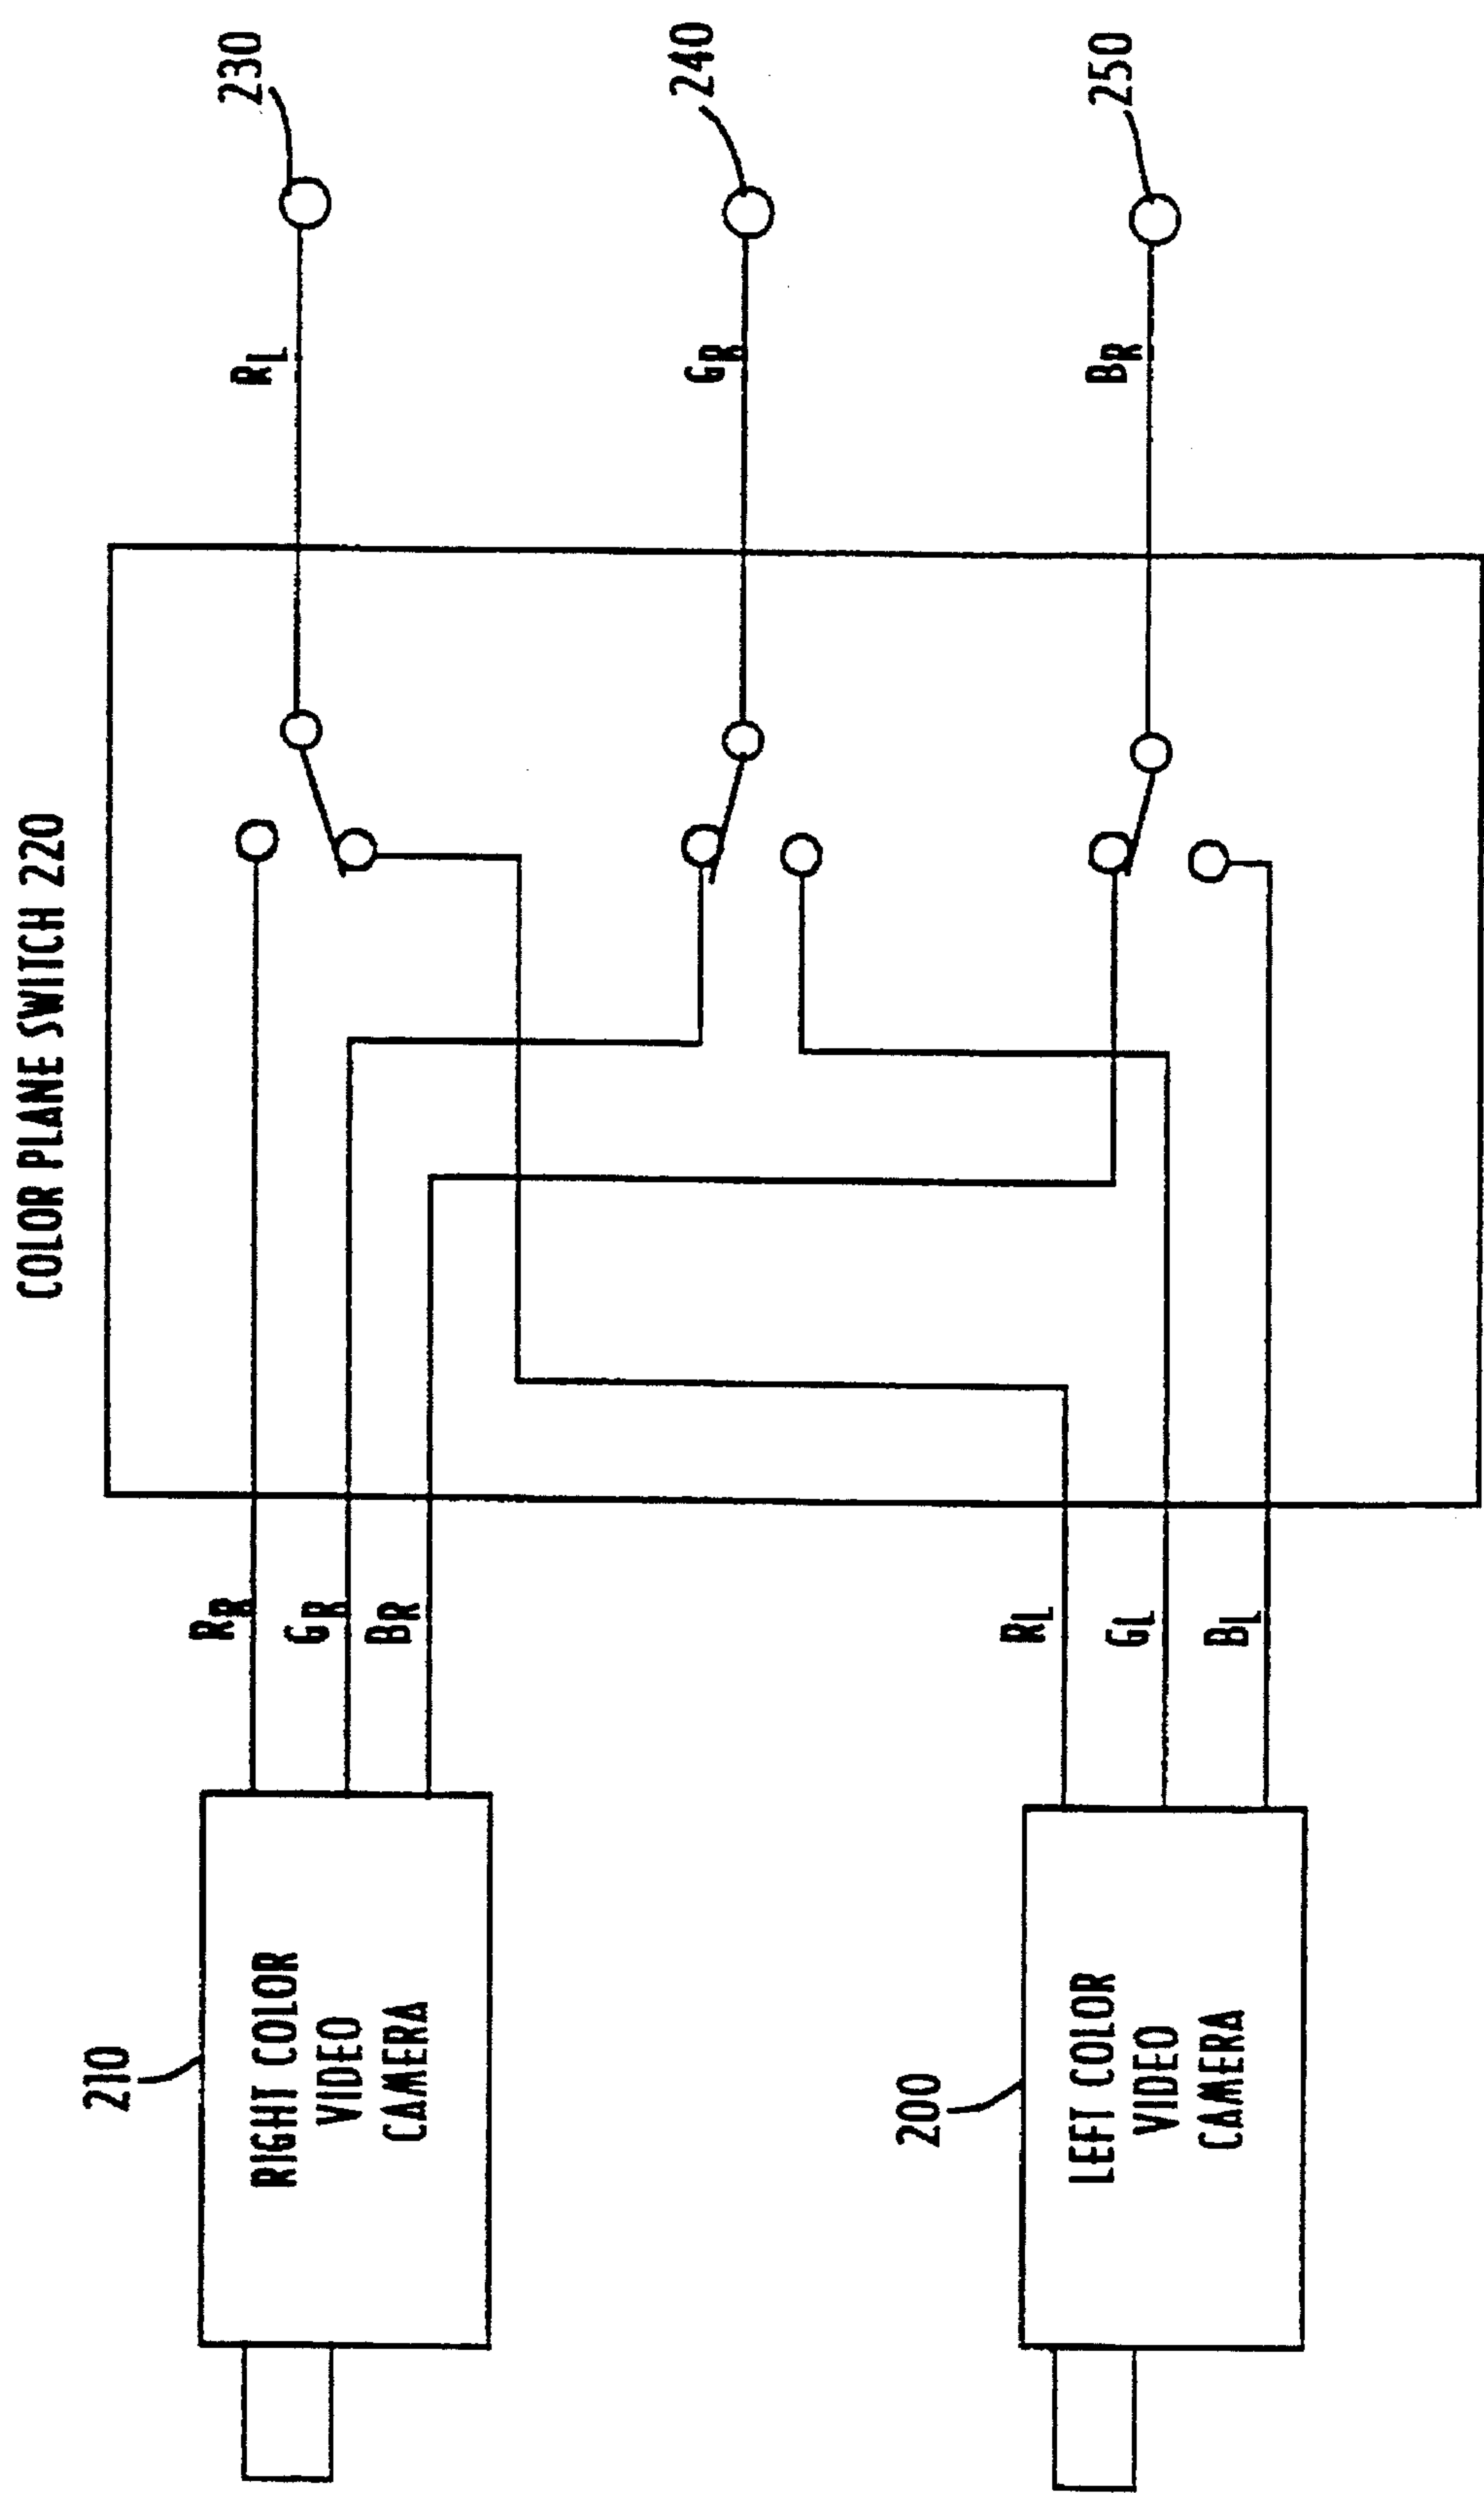 COLOR PLANE SWITCH 220
210
RIGHT COLOR
VIDEO
CAMERA
RR
GR
BR
RL
230
GR
240
BR
250
200
LEFT COLOR
VIDEO
CAMERA
RL
GL
BL